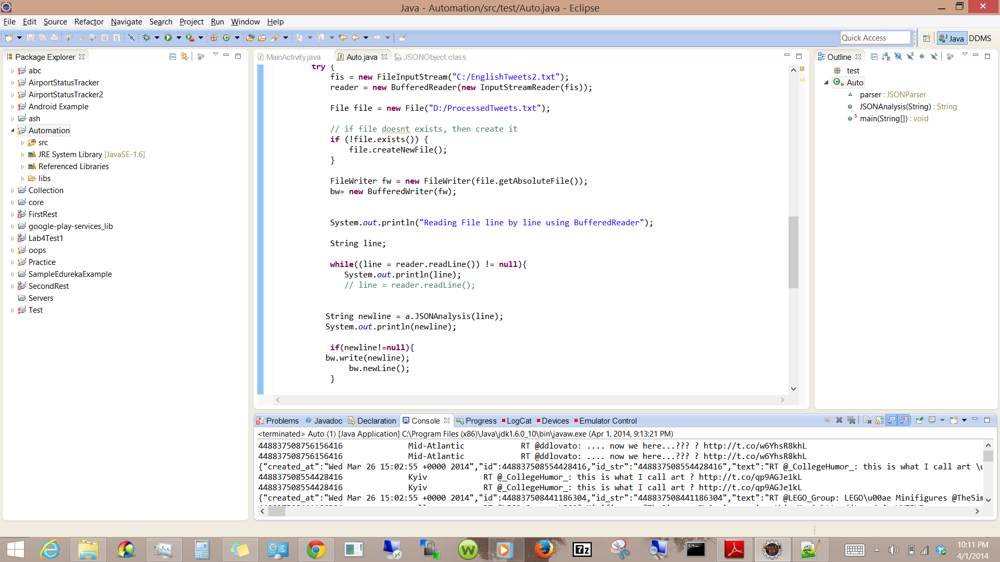 Java - Automation/src/test/Auto.java - Eclipse
File Edit Source Refactor Navigate Search Project Run Window Help
Quick Access
Java
DDMS
Package Explorer
abc
AirportStatusTracker
AirportStatusTracker2
Android Example
ash
Automation
src
JRE System Library [JavaSE-1.6]
Referenced Libraries
libs
Collection
core
FirstRest
google-play-services_lib
Lab4Test1
oops
Practice
SampleEdurekaExample
SecondRest
Servers
Test
MainActivity.java Auto.java JSONObject.class
try {
fis = new FileInputStream("C:/EnglishTweets2.txt");
reader = new BufferedReader(new InputStreamReader(fis));
File file = new File("D:/ProcessedTweets.txt");
// if file doesnt exists, then create it
if (!file.exists()) {
file.createNewFile();
}
FileWriter fw = new FileWriter(file.getAbsoluteFile());
bw= new BufferedWriter(fw);
System.out.println("Reading File line by line using BufferedReader");
String line;
while((line = reader.readLine()) != null){
System.out.println(line);
// line = reader.readLine();
String newline = a.JSONAnalysis(line);
System.out.println(newline);
if(newline!=null){
bw.write(newline);
bw.newLine();
}
Outline
test
Auto
parser : JSONParser
JSONAnalysis(String) : String
main(String[]) : void
Problems @ Javadoc Declaration Console Progress LogCat Devices Emulator Control
<terminated> Auto (1) [Java Application] C:\Program Files (x86)\Java\jdk1.6.0_10\bin\javaw.exe (Apr 1, 2014, 9:13:21 PM)
448837508756156416 Mid-Atlantic RT @ddlovato: .... now we here...??? ? http://t.co/w6YhsR8khL
448837508756156416 Mid-Atlantic RT @ddlovato: .... now we here...??? ? http://t.co/w6YhsR8khL
{"created_at":"Wed Mar 26 15:02:55 +0000 2014","id":448837508554428416,"id_str":"448837508554428416","text":"RT @_CollegeHumor_: this is what I call art \u
448837508554428416 Kyiv RT @_CollegeHumor_: this is what I call art ? http://t.co/qp9AGJe1kL
448837508554428416 Kyiv RT @_CollegeHumor_: this is what I call art ? http://t.co/qp9AGJe1kL
{"created_at":"Wed Mar 26 15:02:55 +0000 2014","id":448837508441186304,"id_str":"448837508441186304","text":"RT @LEGO_Group: LEGO\u00ae Minifigures @TheSim
7z
Java EE
IDE
10:11 PM
4/1/2014